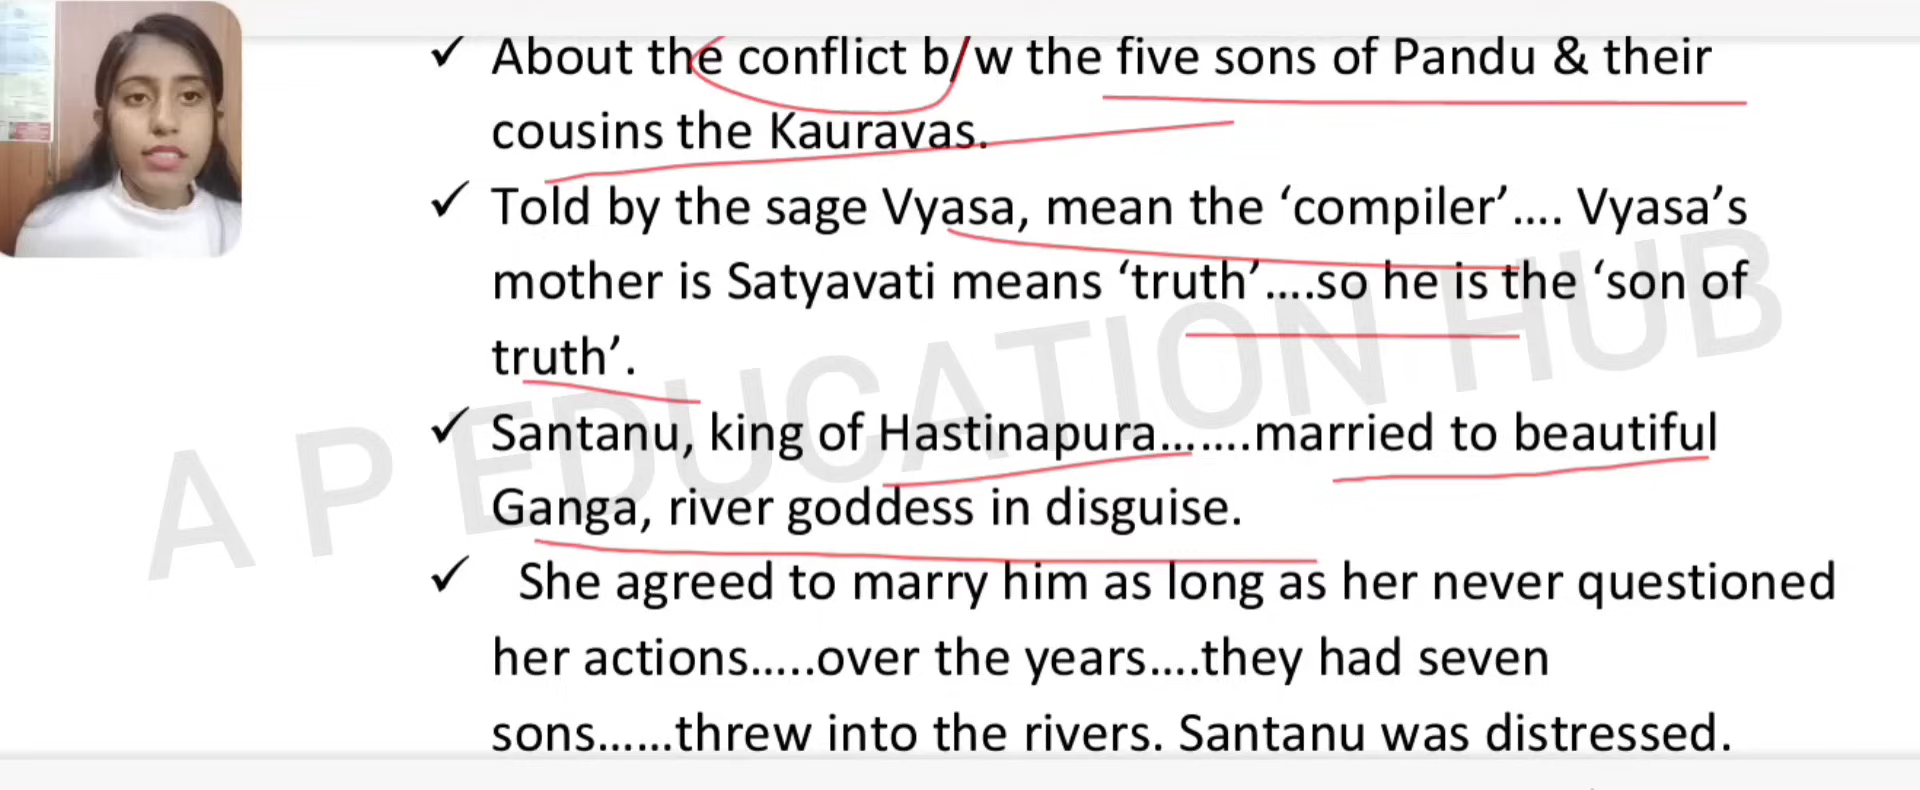 ✓ About the conflict b/w the five sons of Pandu & their
cousins the Kauravas.
✓ Told by the sage Vyasa, mean the ‘compiler’.... Vyasa’s
mother is Satyavati means ‘truth’....so he is the ‘son of
truth’.
✓ Santanu, king of Hastinapura.......married to beautiful
Ganga, river goddess in disguise.
✓ She agreed to marry him as long as her never questioned
her actions.....over the years....they had seven
sons......threw into the rivers. Santanu was distressed.
A P EDUCATION HUB